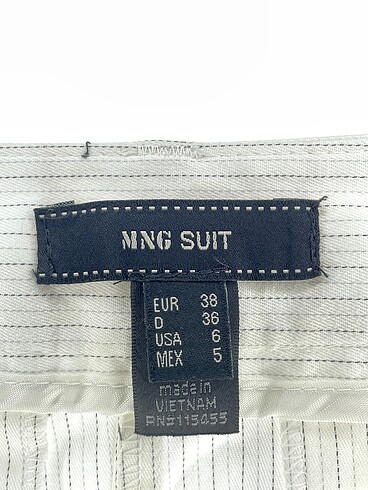 MNG SUIT
EUR 38
D 36
USA 6
MEX 5
made in
VIETNAM
RN#115455